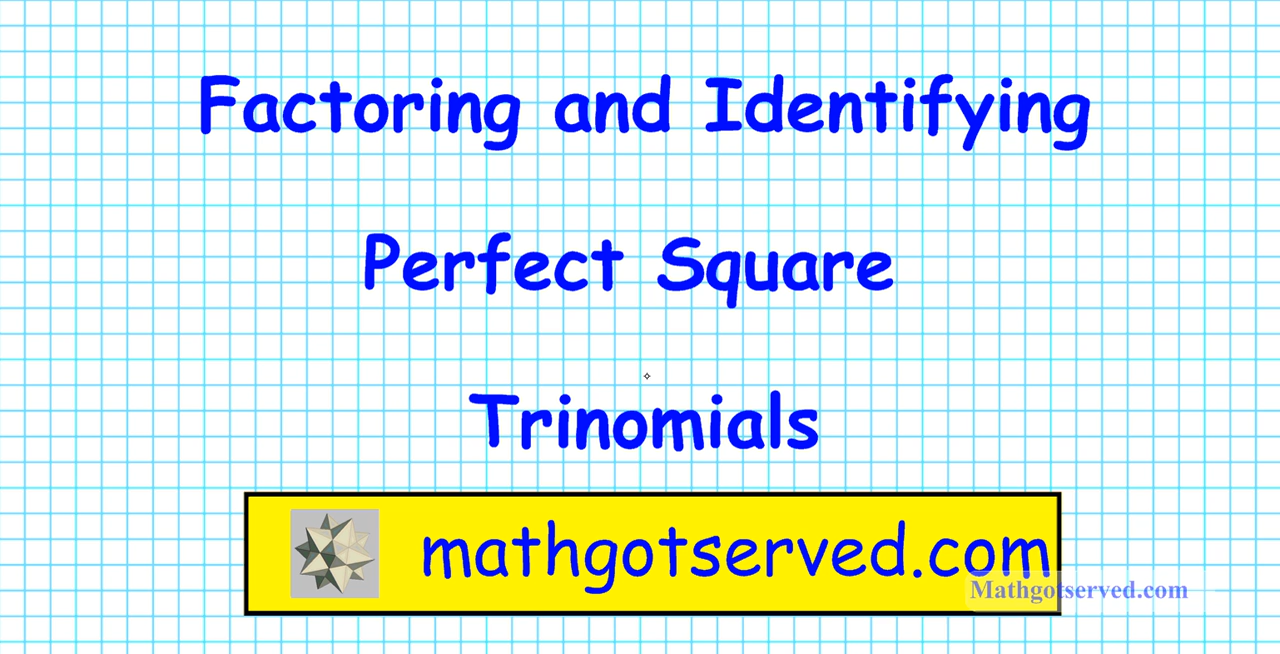 Factoring and Identifying
Perfect Square
Trinomials
mathgotserved.com
Mathgotserved.com